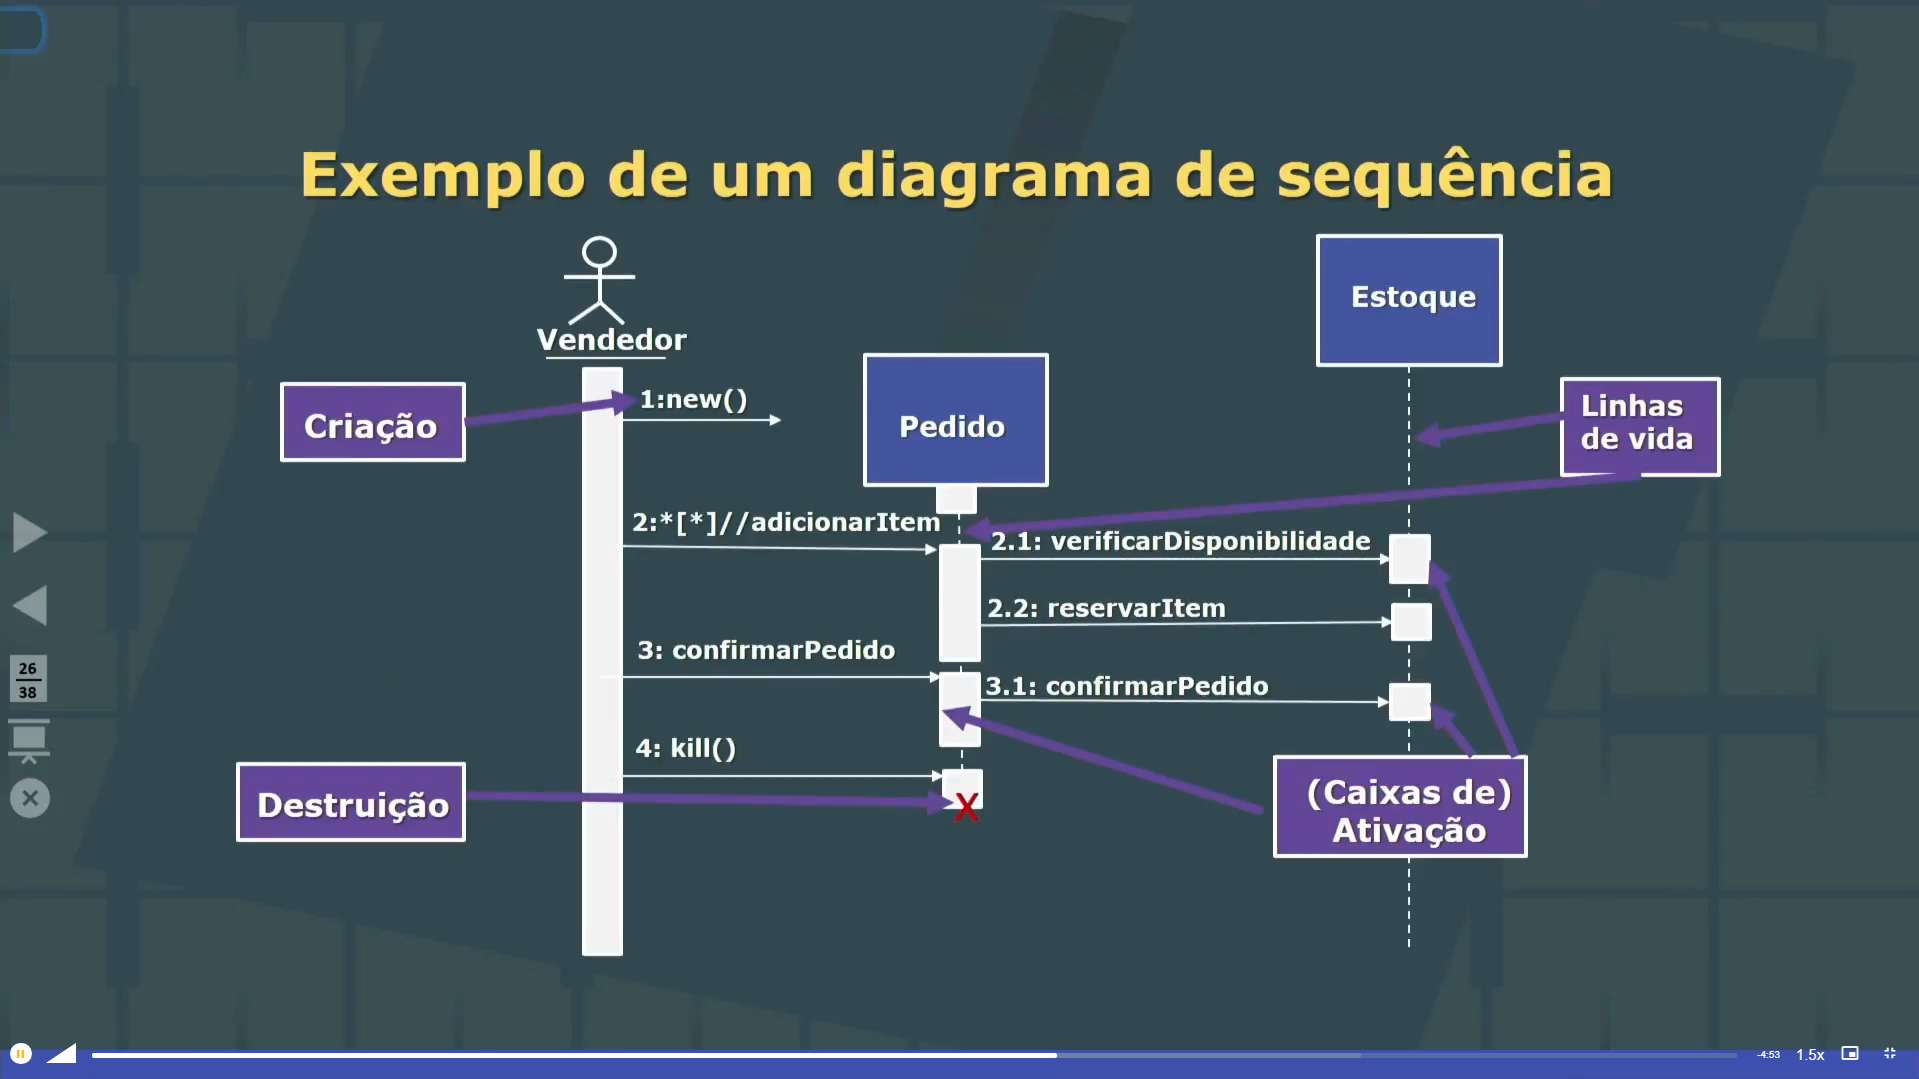 Exemplo de um diagrama de sequência
Vendedor
Estoque
Pedido
Criação
1:new()
Linhas
de vida
2:*[*]//adicionarItem
2.1: verificarDisponibilidade
2.2: reservarItem
3: confirmarPedido
3.1: confirmarPedido
4: kill()
Destruição
X
(Caixas de)
Ativação
26
38
-4:53
1.5x